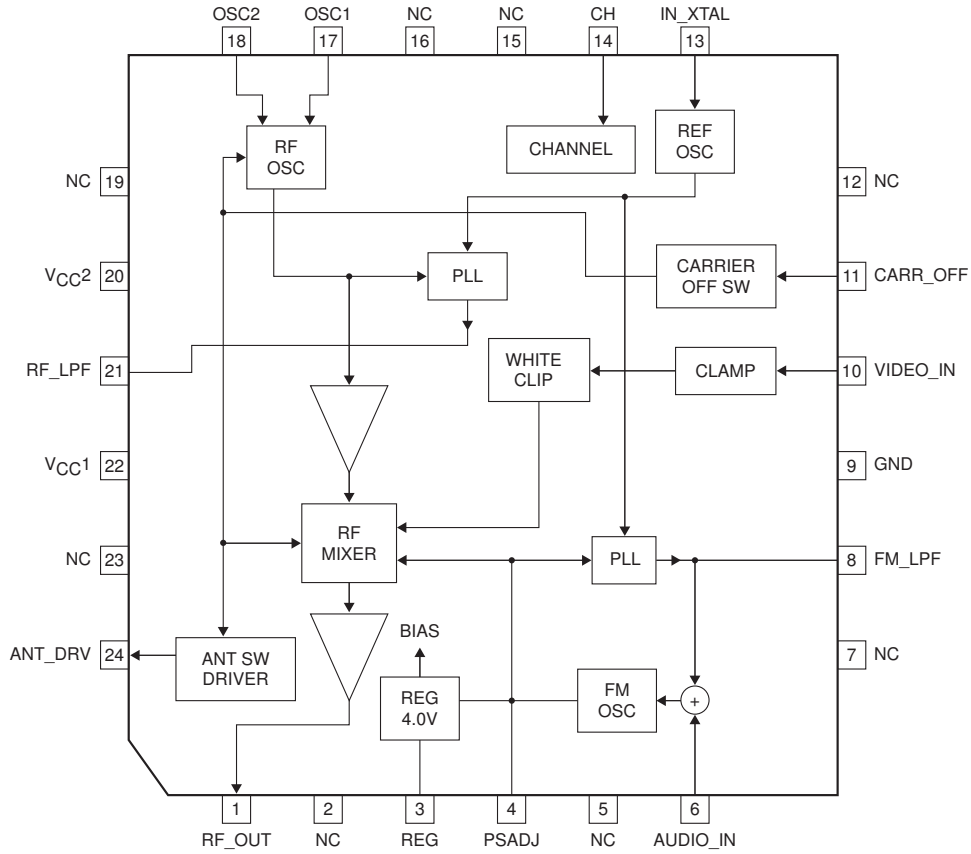 OSC2 OSC1 NC NC CH IN_XTAL
18 17 16 15 14 13
RF
OSC
CHANNEL
REF
OSC
NC 19
12 NC
VCC2 20
PLL
CARRIER
OFF SW
11 CARR_OFF
RF_LPF 21
WHITE
CLIP
CLAMP
10 VIDEO_IN
VCC1 22
9 GND
RF
MIXER
NC 23
PLL
8 FM_LPF
ANT_DRV 24
ANT SW
DRIVER
BIAS
REG
4.0V
FM
OSC
+
7 NC
1 2 3 4 5 6
RF_OUT NC REG PSADJ NC AUDIO_IN